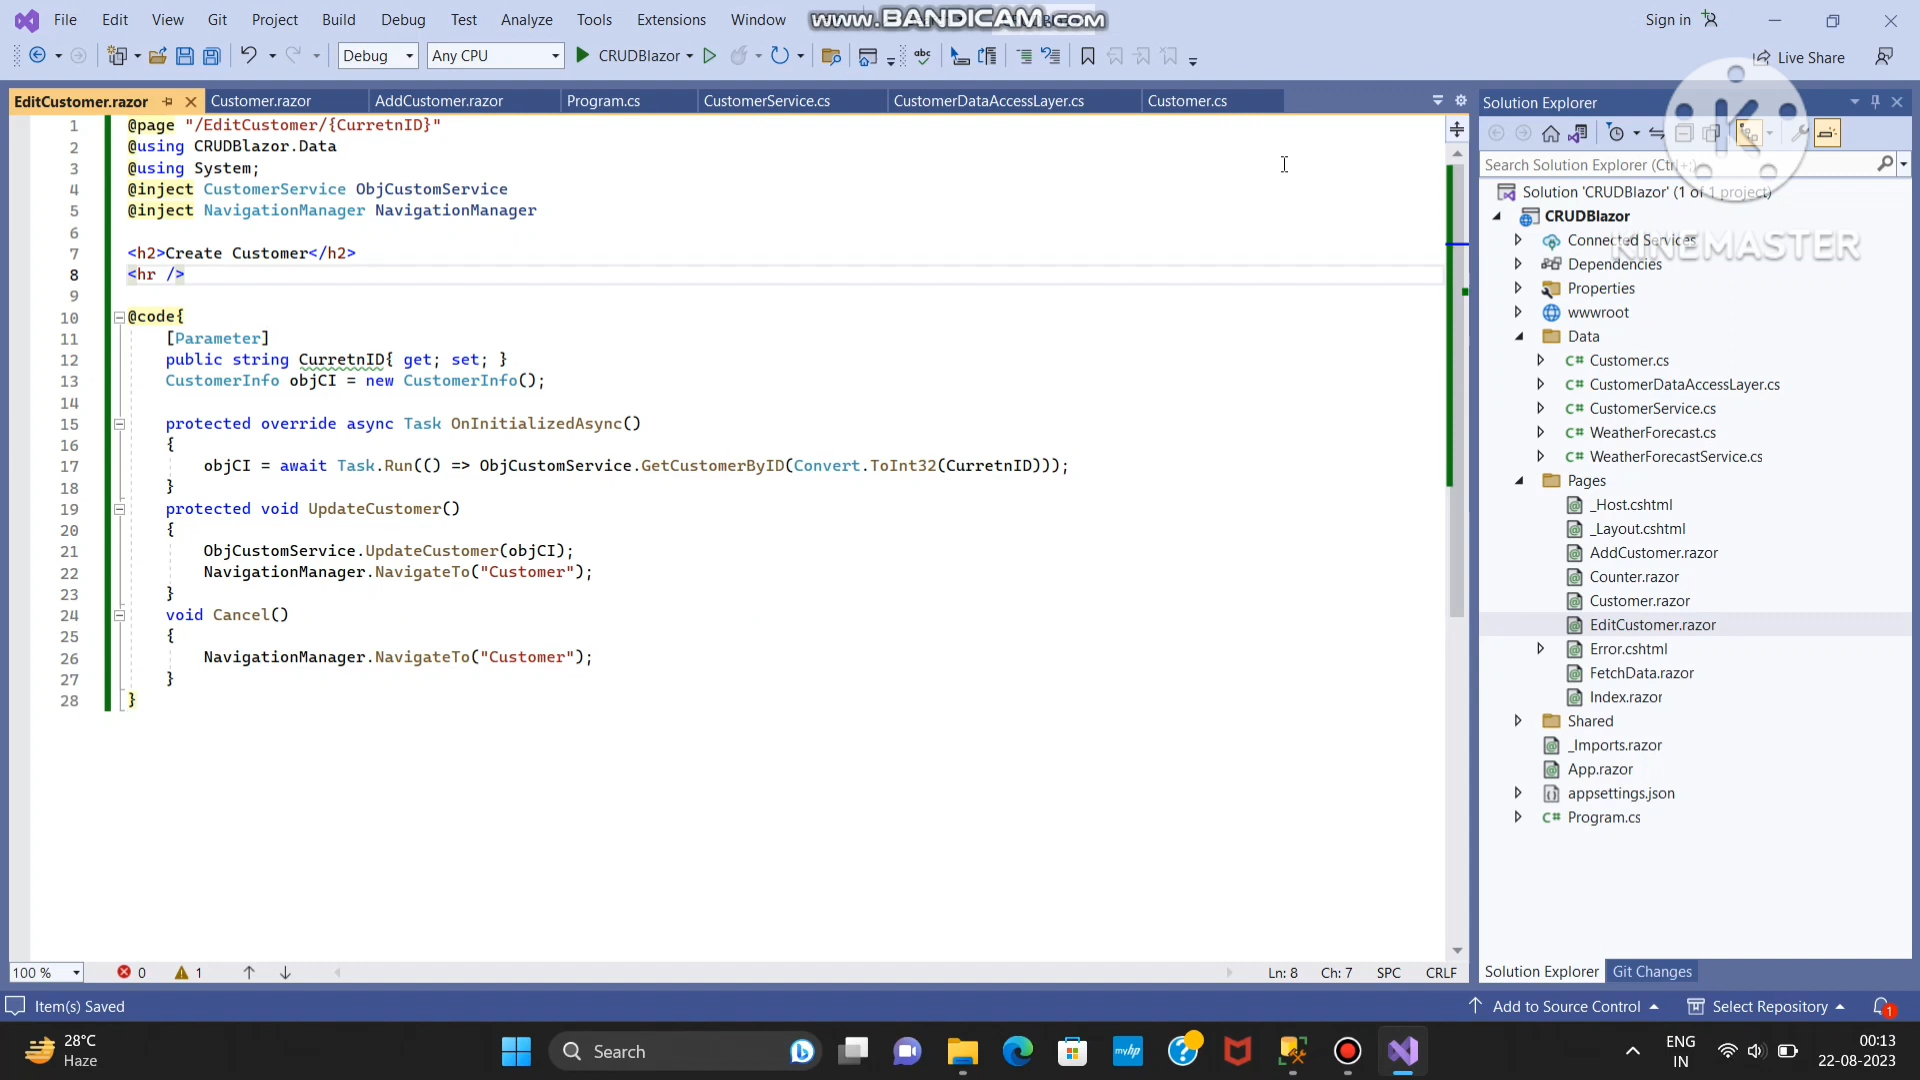 File Edit View Git Project Build Debug Test Analyze Tools Extensions Window
www.BANDICAM.com
Sign in
Debug Any CPU CRUDBlazor
Live Share
EditCustomer.razor Customer.razor AddCustomer.razor Program.cs CustomerService.cs CustomerDataAccessLayer.cs Customer.cs
1 @page "/EditCustomer/{CurretnID}"
2 @using CRUDBlazor.Data
3 @using System;
4 @inject CustomerService ObjCustomService
5 @inject NavigationManager NavigationManager
6
7 <h2>Create Customer</h2>
8 <hr />
9
10 @code{
11 [Parameter]
12 public string CurretnID{ get; set; }
13 CustomerInfo objCI = new CustomerInfo();
14
15 protected override async Task OnInitializedAsync()
16 {
17 objCI = await Task.Run(() => ObjCustomService.GetCustomerByID(Convert.ToInt32(CurretnID)));
18 }
19 protected void UpdateCustomer()
20 {
21 ObjCustomService.UpdateCustomer(objCI);
22 NavigationManager.NavigateTo("Customer");
23 }
24 void Cancel()
25 {
26 NavigationManager.NavigateTo("Customer");
27 }
28 }
100 % 0 1 Ln: 8 Ch: 7 SPC CRLF
Solution Explorer
Search Solution Explorer (Ctrl+;)
Solution 'CRUDBlazor' (1 of 1 project)
CRUDBlazor
Connected Services
KINEMASTER
Dependencies
Properties
wwwroot
Data
C# Customer.cs
C# CustomerDataAccessLayer.cs
C# CustomerService.cs
C# WeatherForecast.cs
C# WeatherForecastService.cs
Pages
_Host.cshtml
_Layout.cshtml
AddCustomer.razor
Counter.razor
Customer.razor
EditCustomer.razor
Error.cshtml
FetchData.razor
Index.razor
Shared
_Imports.razor
App.razor
appsettings.json
C# Program.cs
Solution Explorer Git Changes
Item(s) Saved
Add to Source Control Select Repository 1
28°C
Haze
Search
myhp
ENG
IN
00:13
22-08-2023